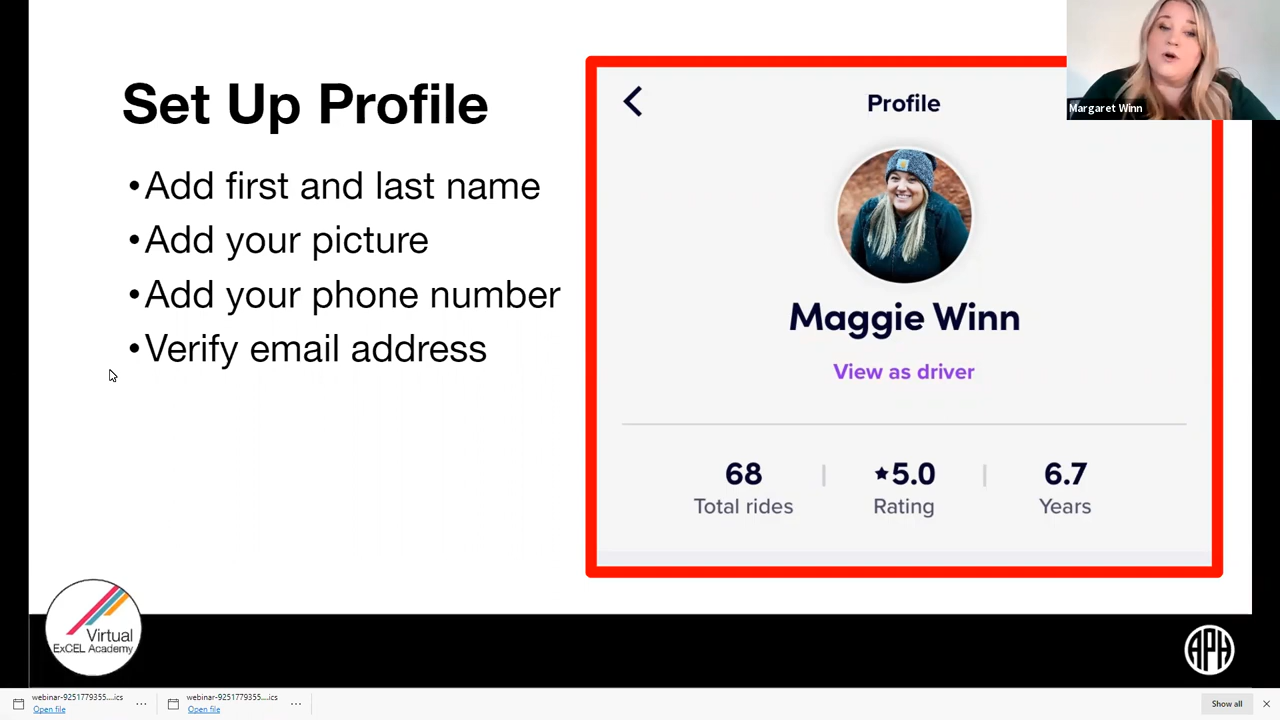 Set Up Profile
•Add first and last name
•Add your picture
•Add your phone number
•Verify email address
Profile
Maggie Winn
View as driver
68
Total rides
★5.0
Rating
6.7
Years
Margaret Winn
Virtual
ExCEL Academy
APH
webinar-9251779355....ics
Open file
webinar-9251779355....ics
Open file
Show all